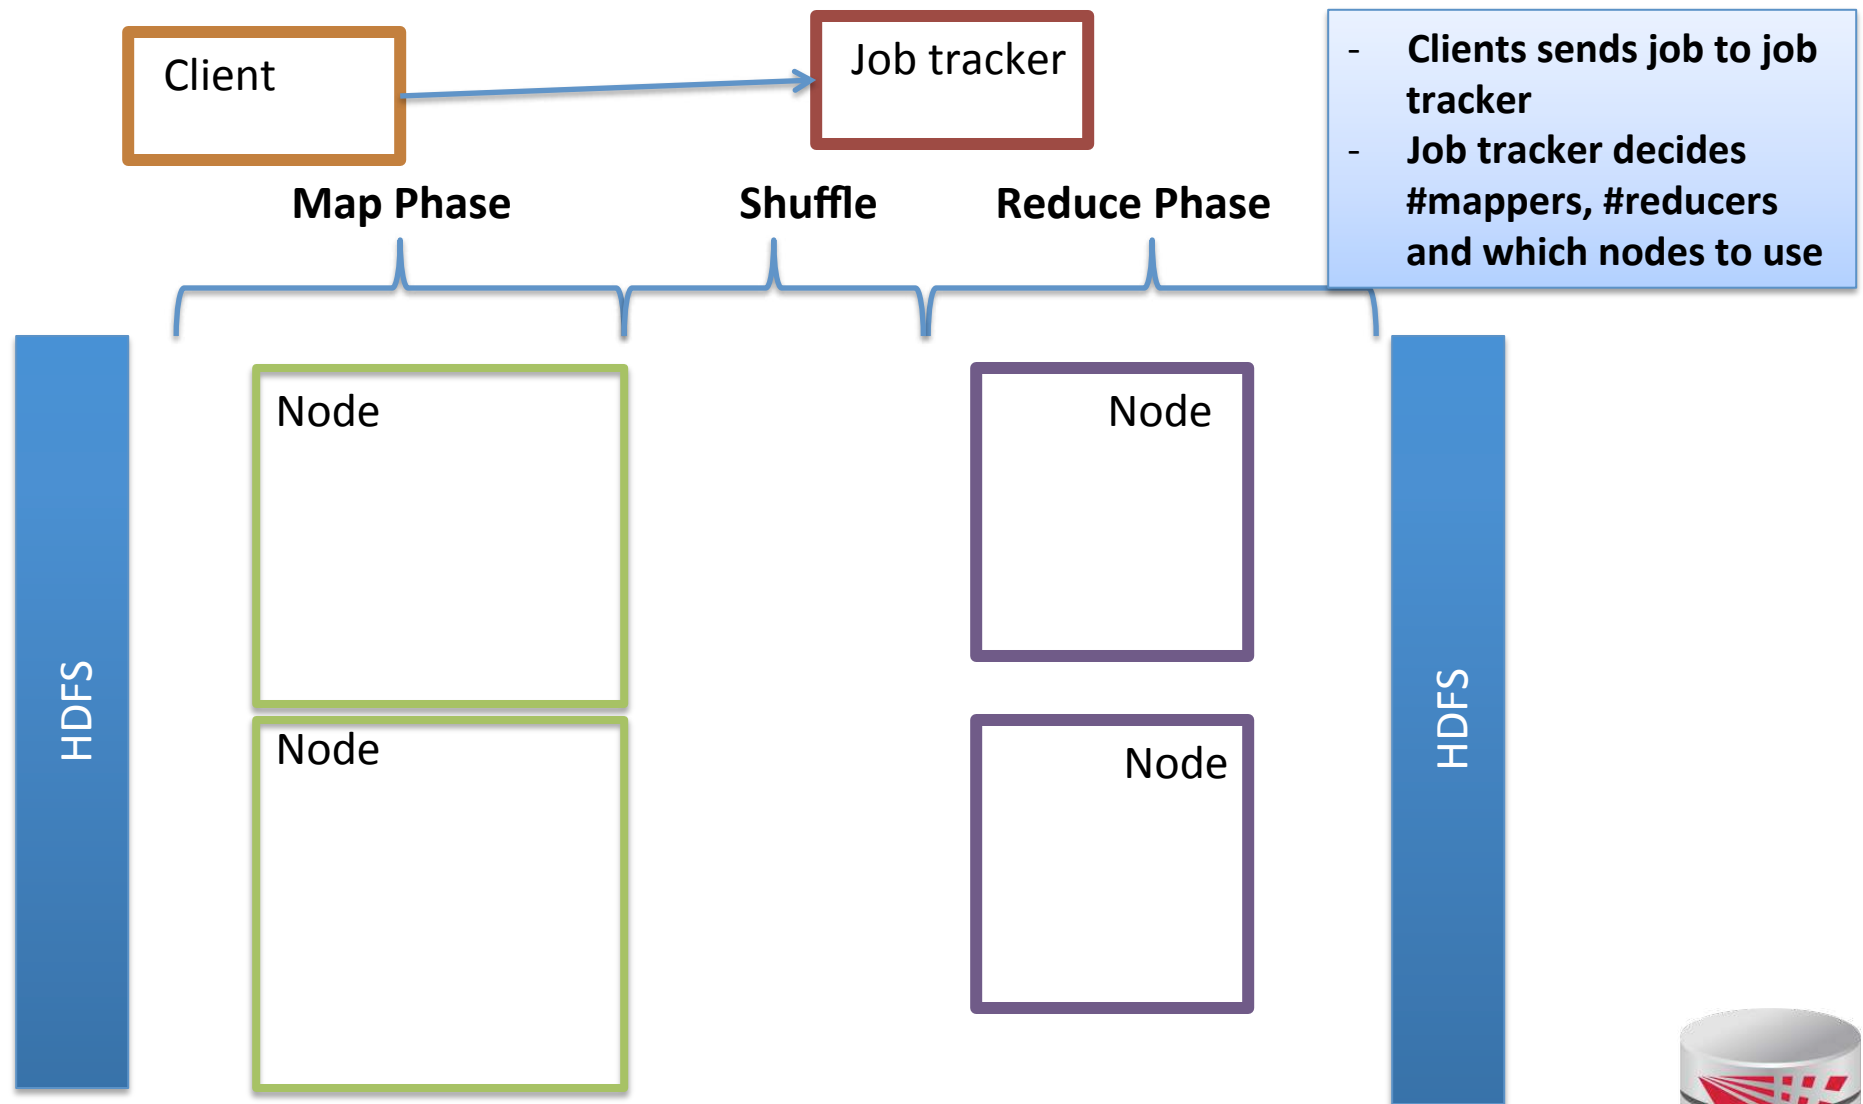 Client
Job tracker
- Clients sends job to job
tracker
- Job tracker decides
#mappers, #reducers
and which nodes to use
Map Phase
Shuffle
Reduce Phase
HDFS
Node
Node
Node
Node
HDFS